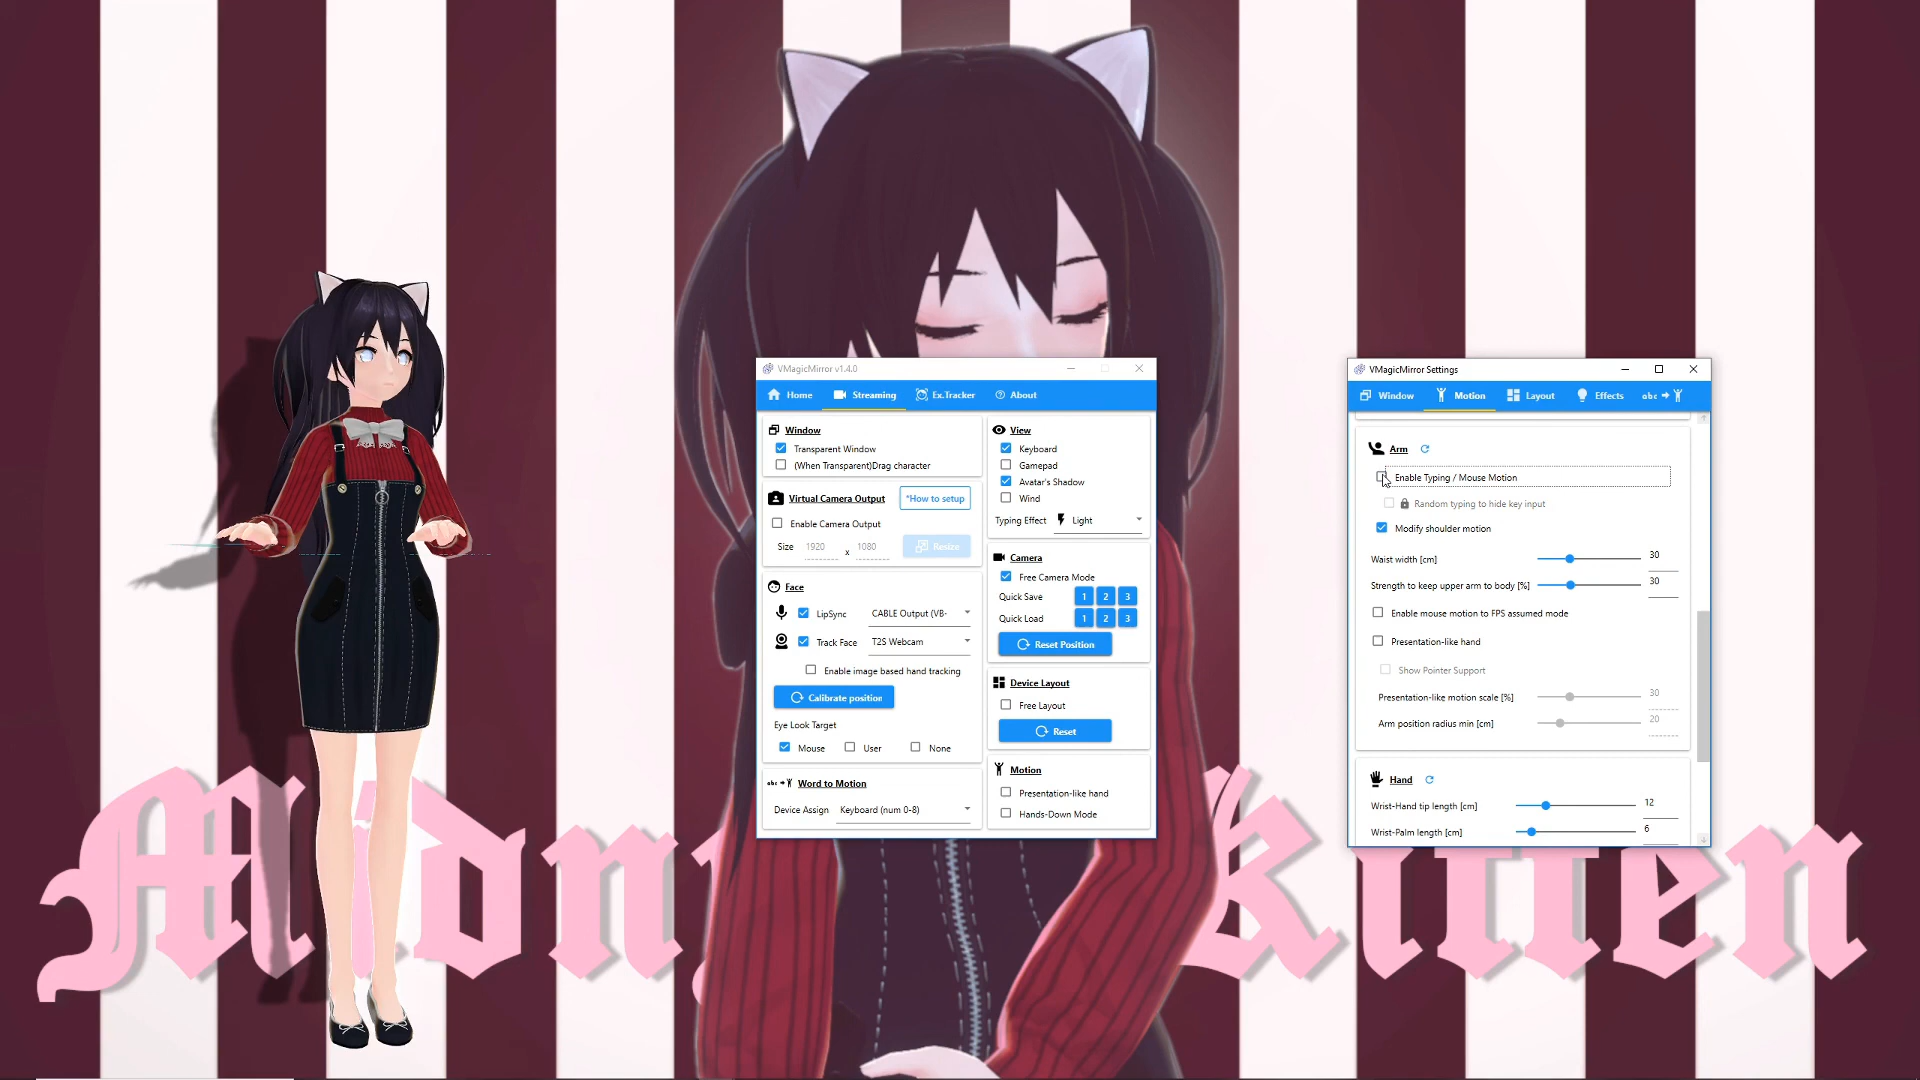 VMagicMirror v1.4.0
Home
Streaming
Ex.Tracker
About
Window
Transparent Window
(When Transparent)Drag character
Virtual Camera Output
*How to setup
Enable Camera Output
Size 1920 x 1080
Resize
Face
LipSync CABLE Output (VB-
Track Face T2S Webcam
Enable image based hand tracking
Calibrate position
Eye Look Target
Mouse User None
abc Word to Motion
Device Assign Keyboard (num 0-8)
View
Keyboard
Gamepad
Avatar's Shadow
Wind
Typing Effect Light
Camera
Free Camera Mode
Quick Save 1 2 3
Quick Load 1 2 3
Reset Position
Device Layout
Free Layout
Reset
Motion
Presentation-like hand
Hands-Down Mode
VMagicMirror Settings
Window
Motion
Layout
Effects
abc
Arm
Enable Typing / Mouse Motion
Random typing to hide key input
Modify shoulder motion
Waist width [cm] 30
Strength to keep upper arm to body [%] 30
Enable mouse motion to FPS assumed mode
Presentation-like hand
Show Pointer Support
Presentation-like motion scale [%] 30
Arm position radius min [cm] 20
Hand
Wrist-Hand tip length [cm] 12
Wrist-Palm length [cm] 6